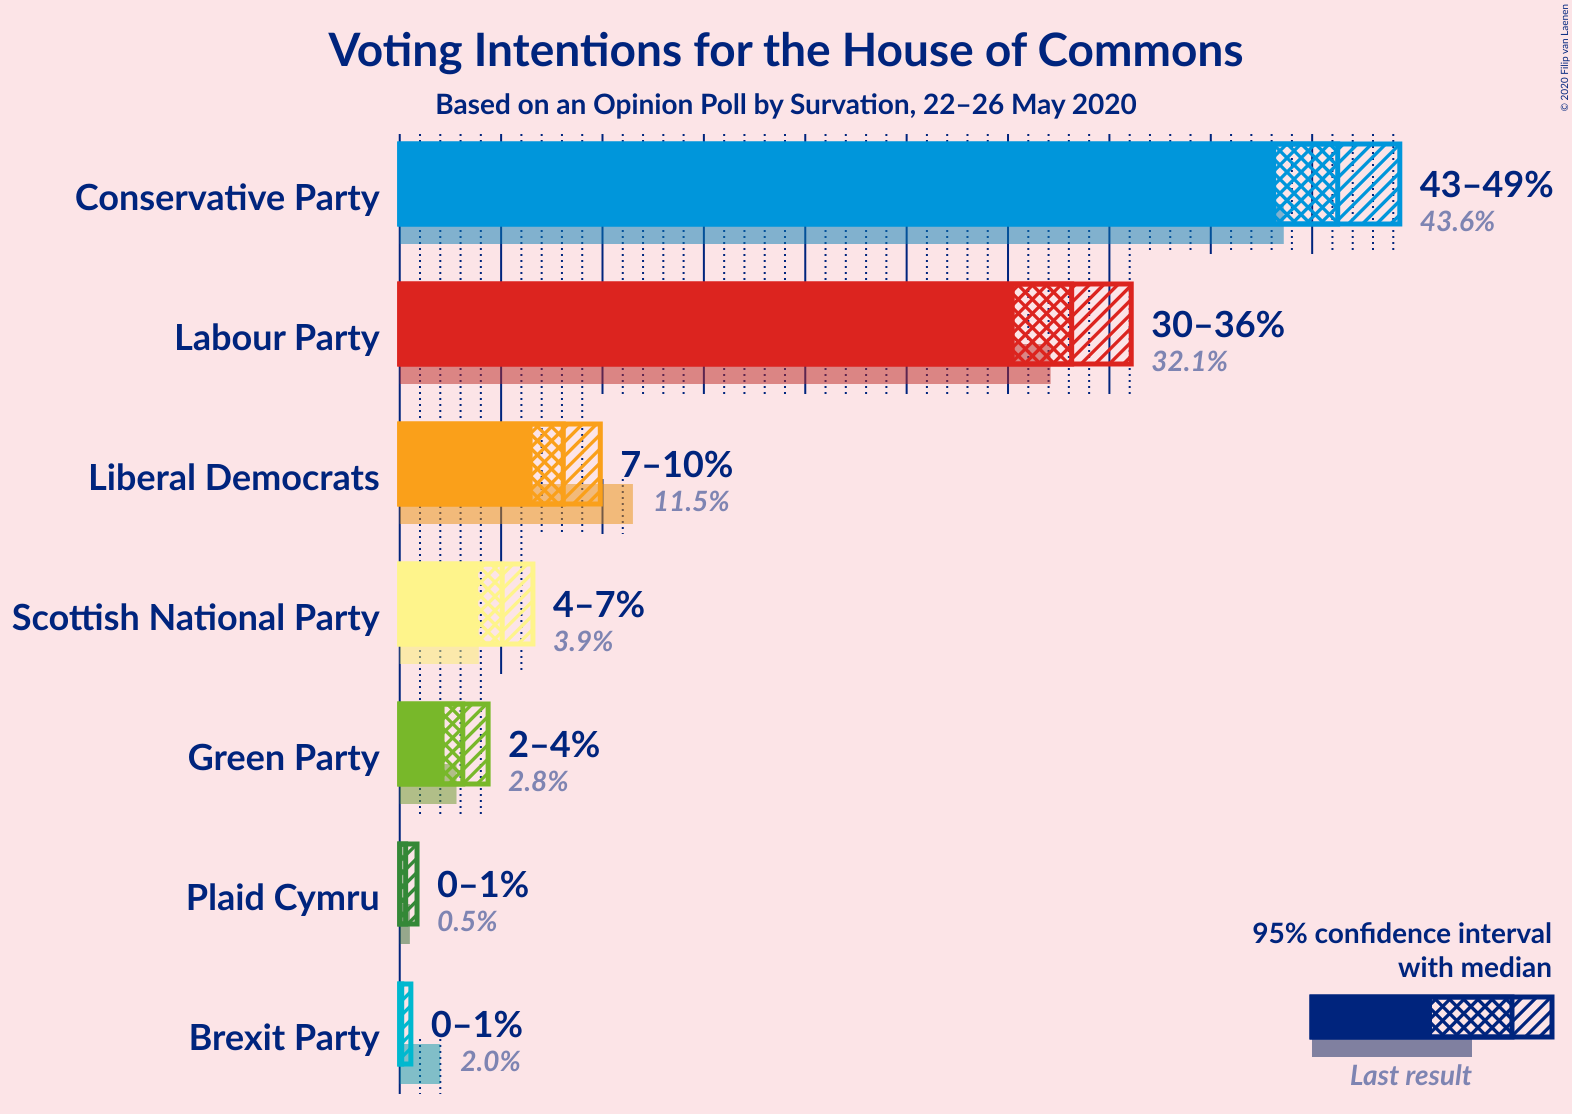 Voting Intentions for the House of Commons
Based on an Opinion Poll by Survation, 22–26 May 2020
© 2020 Filip van Laenen
Conservative Party
43–49%
43.6%
Labour Party
30–36%
32.1%
Liberal Democrats
7–10%
11.5%
Scottish National Party
4–7%
3.9%
Green Party
2–4%
2.8%
Plaid Cymru
0–1%
0.5%
Brexit Party
0–1%
2.0%
95% confidence interval
with median
Last result